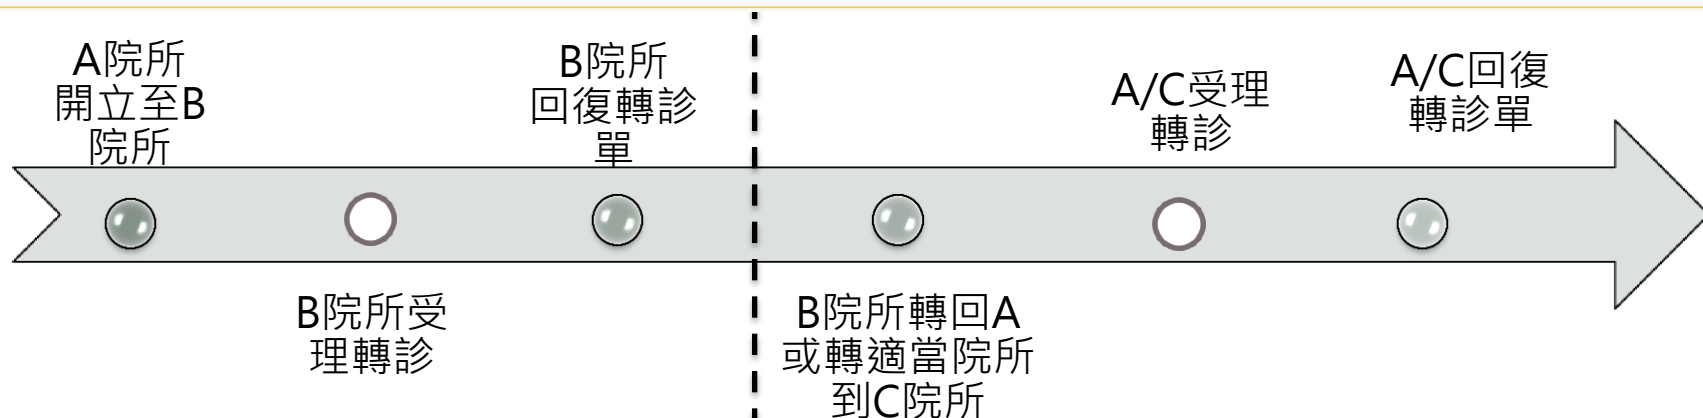 A院所
開立至B
院所
B院所受
理轉診
B院所
回復轉診
單
B院所轉回A
或轉適當院所
到C院所
A/C受理
轉診
A/C回復
轉診單